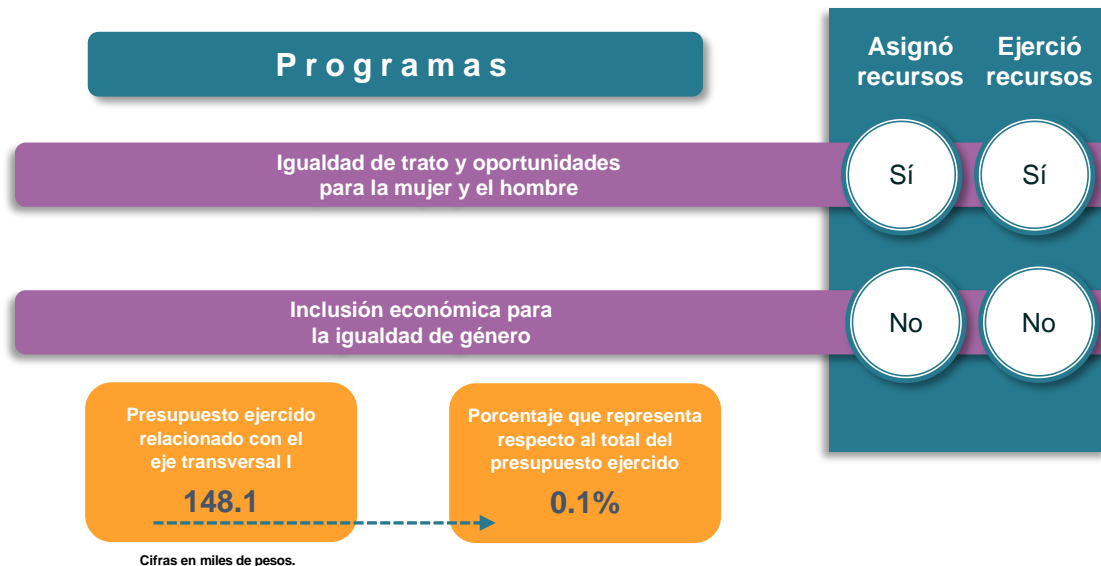 Programas
Asignó
recursos
Ejerció
recursos
Igualdad de trato y oportunidades
para la mujer y el hombre
Sí
Sí
Inclusión económica para
la igualdad de género
No
No
Presupuesto ejercido
relacionado con el
eje transversal I
148.1
Porcentaje que representa
respecto al total del
presupuesto ejercido
0.1%
Cifras en miles de pesos.